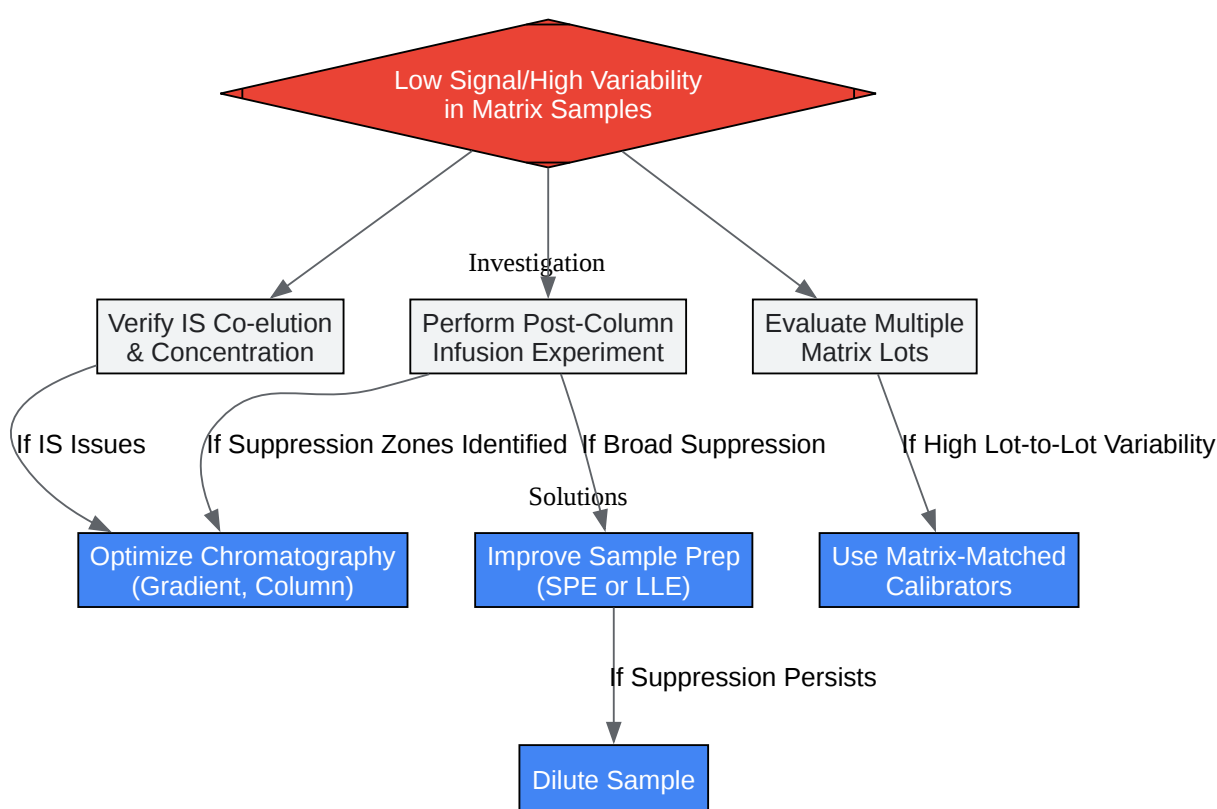 Low Signal/High Variability
in Matrix Samples
Investigation
Verify IS Co-elution
& Concentration
Perform Post-Column
Infusion Experiment
Evaluate Multiple
Matrix Lots
If IS Issues
If Suppression Zones Identified
If Broad Suppression
If High Lot-to-Lot Variability
Solutions
Optimize Chromatography
(Gradient, Column)
Improve Sample Prep
(SPE or LLE)
Use Matrix-Matched
Calibrators
If Suppression Persists
Dilute Sample